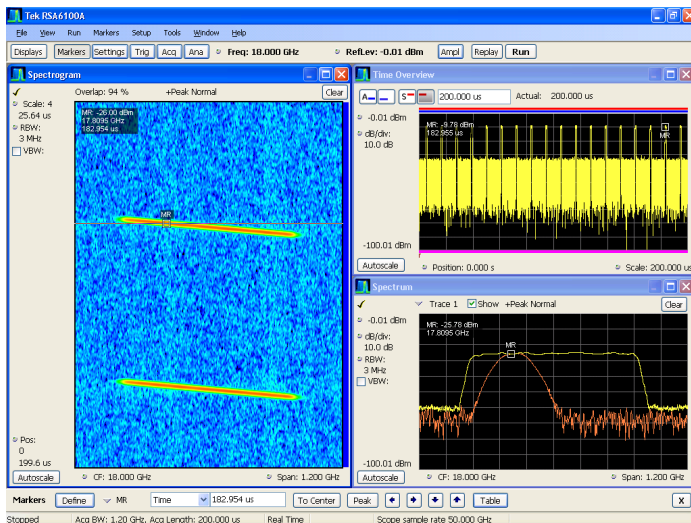 Tek RSA6100A
File View Run Markers Setup Tools Window Help
Displays Markers Settings Trig Acq Ana Freq: 18.000 GHz RefLev: -0.01 dBm Ampl Replay Run
Spectrogram
Overlap: 94 % +Peak Normal Clear
Scale: 4
25.64 us
RBW:
3 MHz
VBW:
MR: -26.00 dBm
17.8095 GHz
182.954 us
MR
Pos:
0
199.6 us
Autoscale CF: 18.000 GHz Span: 1.200 GHz
Time Overview
A S 200.000 us Actual: 200.000 us
-0.01 dBm
dB/div:
10.0 dB
MR: -9.78 dBm
182.955 us
MR
-100.01 dBm
Autoscale Position: 0.000 s Scale: 200.000 us
Spectrum
Trace 1 Show +Peak Normal Clear
-0.01 dBm
dB/div:
10.0 dB
RBW:
3 MHz
VBW:
MR: -25.78 dBm
17.8095 GHz
MR
-100.01 dBm
Autoscale CF: 18.000 GHz Span: 1.200 GHz
Markers Define MR Time 182.954 us To Center Peak Table X
Stopped Acq BW: 1.20 GHz, Acq Length: 200.000 us Real Time Scope sample rate 50.000 GHz